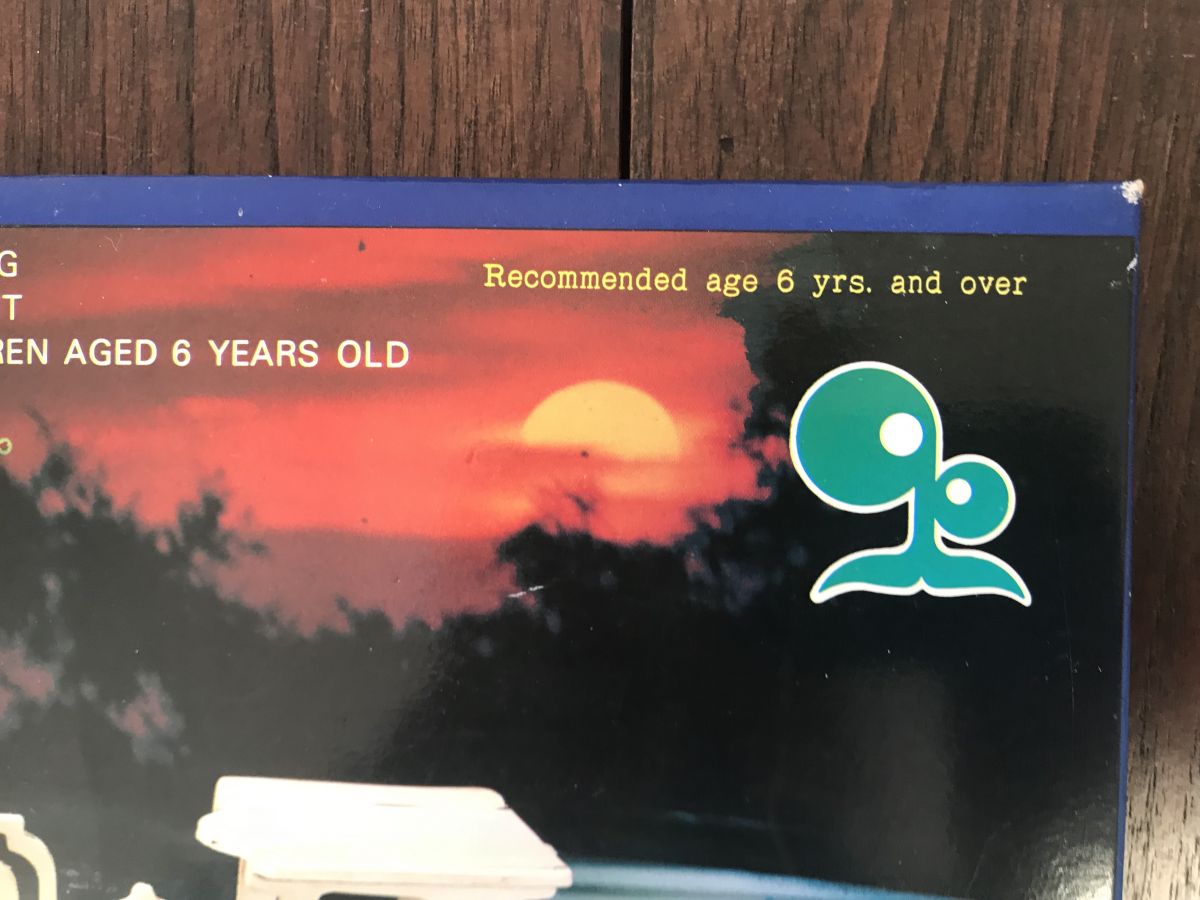 G
T
REN AGED 6 YEARS OLD
Recommended age 6 yrs. and over
o